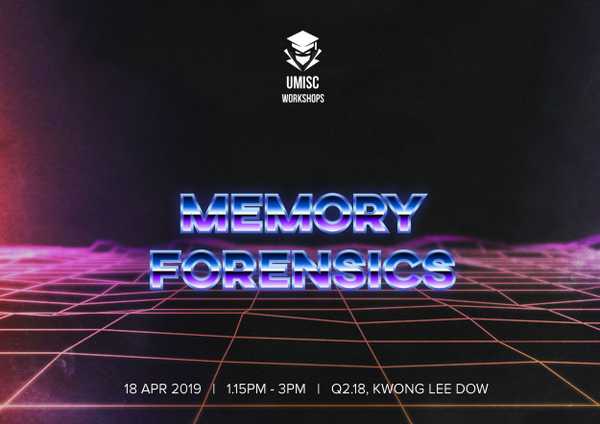 UMISC
WORKSHOPS
MEMORY
FORENSICS
18 APR 2019 | 1.15PM - 3PM | Q2.18, KWONG LEE DOW